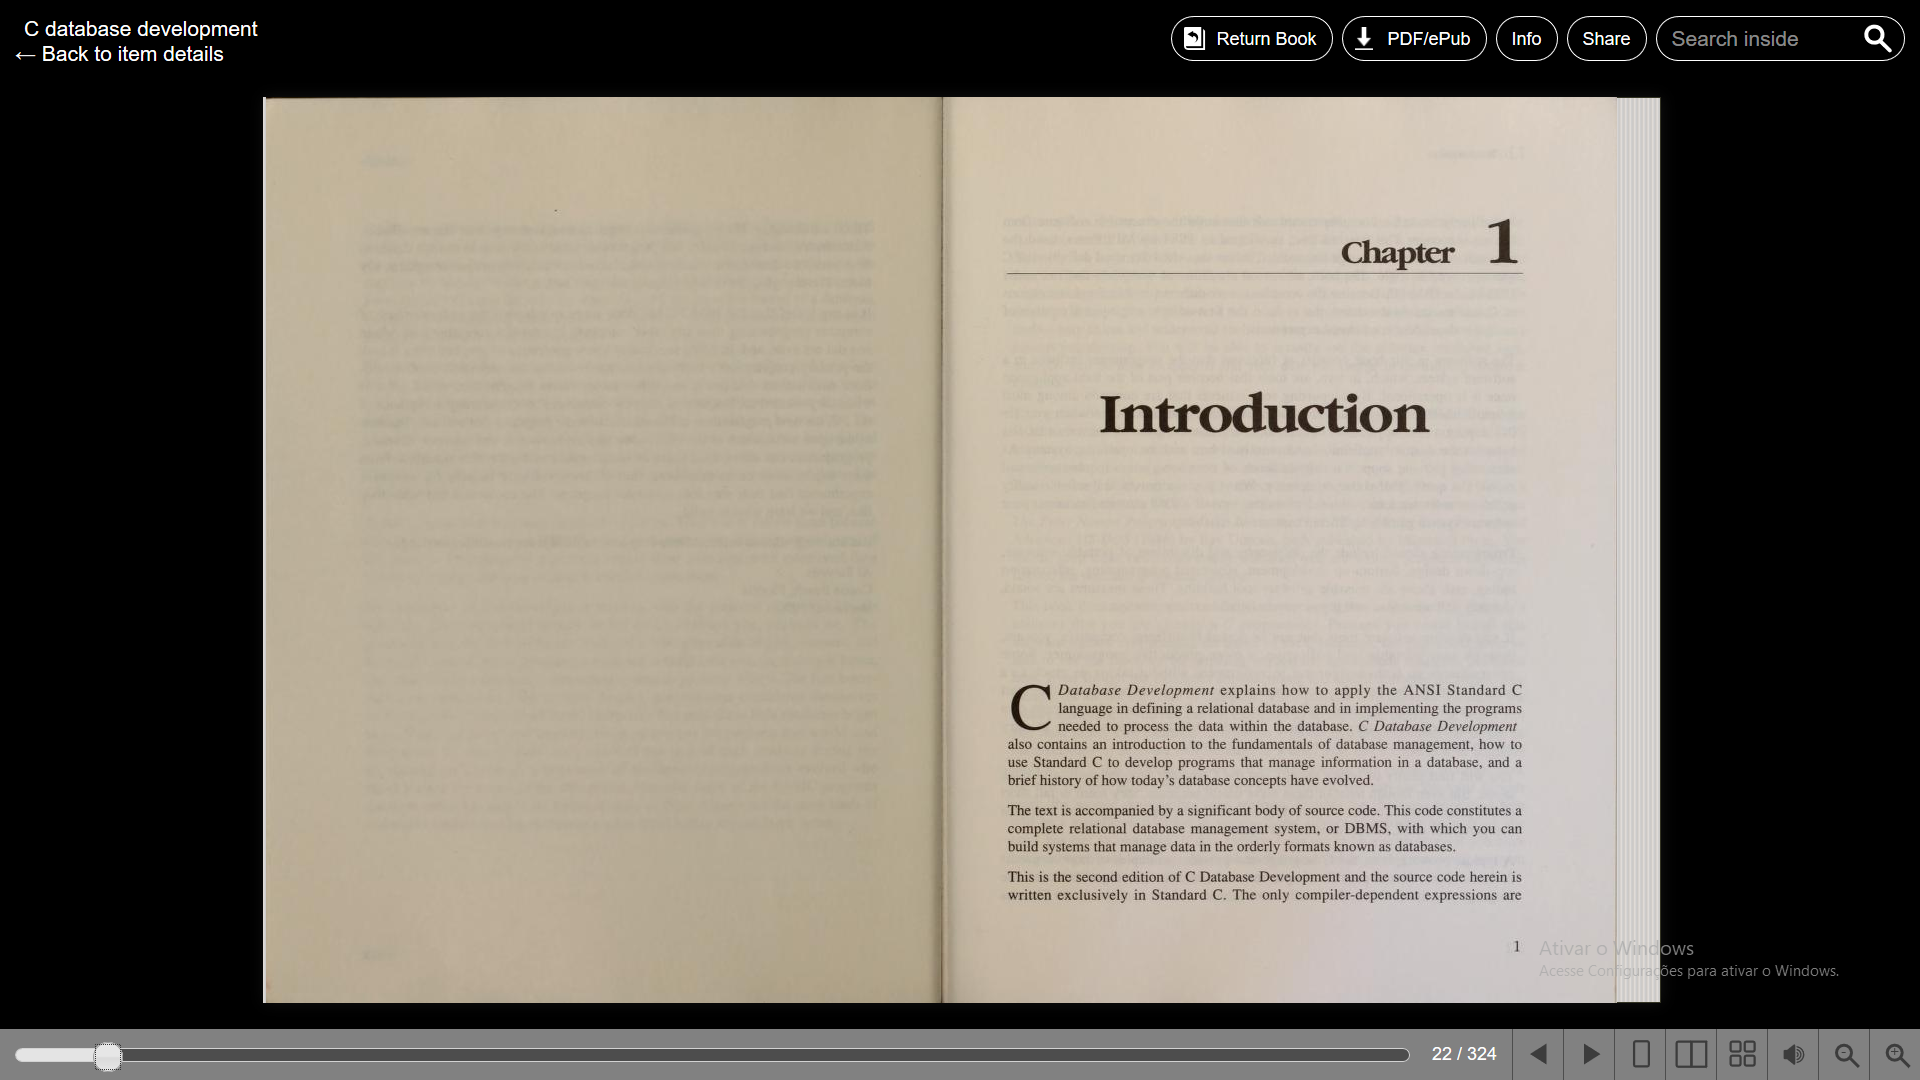 C database development
← Back to item details
Return Book
PDF/ePub
Info
Share
Search inside
Chapter 1
Introduction
C Database Development explains how to apply the ANSI Standard C
language in defining a relational database and in implementing the programs
needed to process the data within the database. C Database Development
also contains an introduction to the fundamentals of database management, how to
use Standard C to develop programs that manage information in a database, and a
brief history of how today's database concepts have evolved.
The text is accompanied by a significant body of source code. This code constitutes a
complete relational database management system, or DBMS, with which you can
build systems that manage data in the orderly formats known as databases.
This is the second edition of C Database Development and the source code herein is
written exclusively in Standard C. The only compiler-dependent expressions are
1
Ativar o Windows
Acesse Configurações para ativar o Windows.
22 / 324